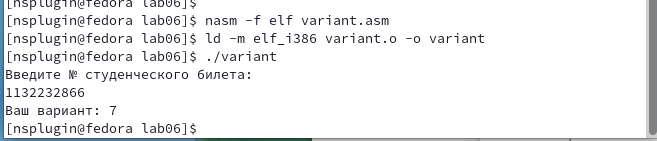 [nsplugin@fedora lab06]$
[nsplugin@fedora lab06]$ nasm -f elf variant.asm
[nsplugin@fedora lab06]$ ld -m elf_i386 variant.o -o variant
[nsplugin@fedora lab06]$ ./variant
Введите № студенческого билета:
1132232866
Ваш вариант: 7
[nsplugin@fedora lab06]$